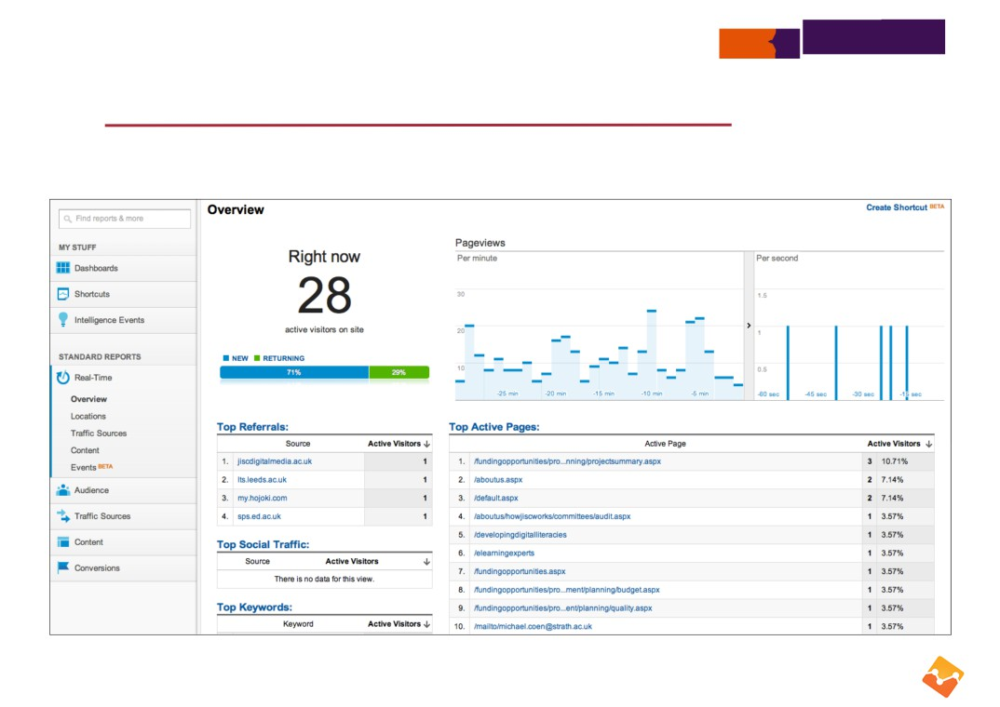 Find reports & more
MY STUFF
Dashboards
Shortcuts
Intelligence Events
STANDARD REPORTS
Real-Time
Overview
Locations
Traffic Sources
Content
Events BETA
Audience
Traffic Sources
Content
Conversions
Overview
Create Shortcut BETA
Right now
28
active visitors on site
NEW RETURNING
71% 29%
Pageviews
Per minute
30
20
10
-25 min -20 min -15 min -10 min -5 min
Per second
1.5
1
0.5
-60 sec -45 sec -30 sec -15 sec
Top Referrals:
Source Active Visitors
1. jiscdigitalmedia.ac.uk 1
2. lts.leeds.ac.uk 1
3. my.hojoki.com 1
4. sps.ed.ac.uk 1
Top Social Traffic:
Source Active Visitors
There is no data for this view.
Top Keywords:
Keyword Active Visitors
Top Active Pages:
Active Page Active Visitors
1. /fundingopportunities/pro...nning/projectsummary.aspx 3 10.71%
2. /aboutus.aspx 2 7.14%
3. /default.aspx 2 7.14%
4. /aboutus/howjiscworks/committees/audit.aspx 1 3.57%
5. /developingdigitalliteracies 1 3.57%
6. /elearningexperts 1 3.57%
7. /fundingopportunities.aspx 1 3.57%
8. /fundingopportunities/pro...ment/planning/budget.aspx 1 3.57%
9. /fundingopportunities/pro...ent/planning/quality.aspx 1 3.57%
10. /mailto/michael.coen@strath.ac.uk 1 3.57%